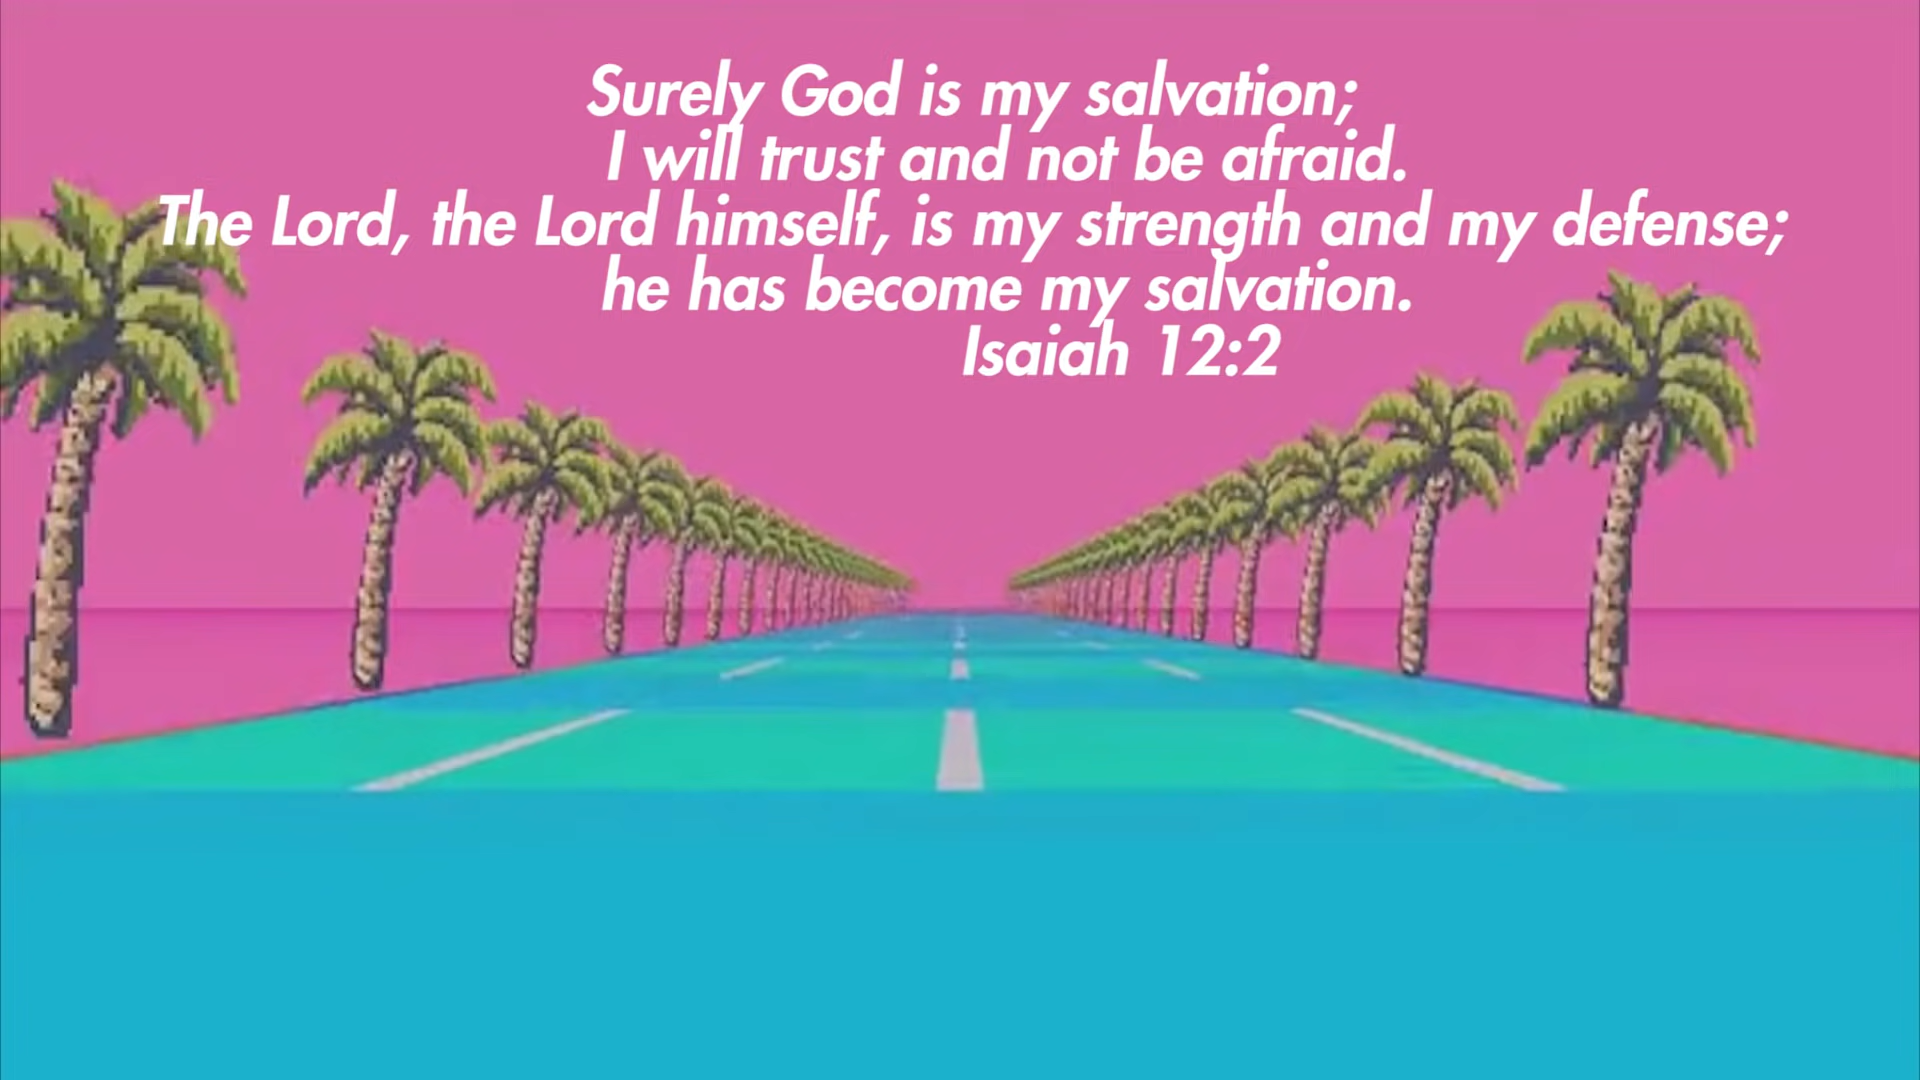 Surely God is my salvation;
I will trust and not be afraid.
The Lord, the Lord himself, is my strength and my defense;
he has become my salvation.
Isaiah 12:2